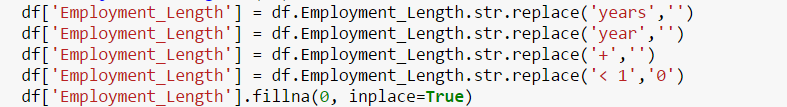 df['Employment_Length'] = df.Employment_Length.str.replace('years','')
df['Employment_Length'] = df.Employment_Length.str.replace('year','')
df['Employment_Length'] = df.Employment_Length.str.replace('+','')
df['Employment_Length'] = df.Employment_Length.str.replace('< 1','0')
df['Employment_Length'].fillna(0, inplace=True)